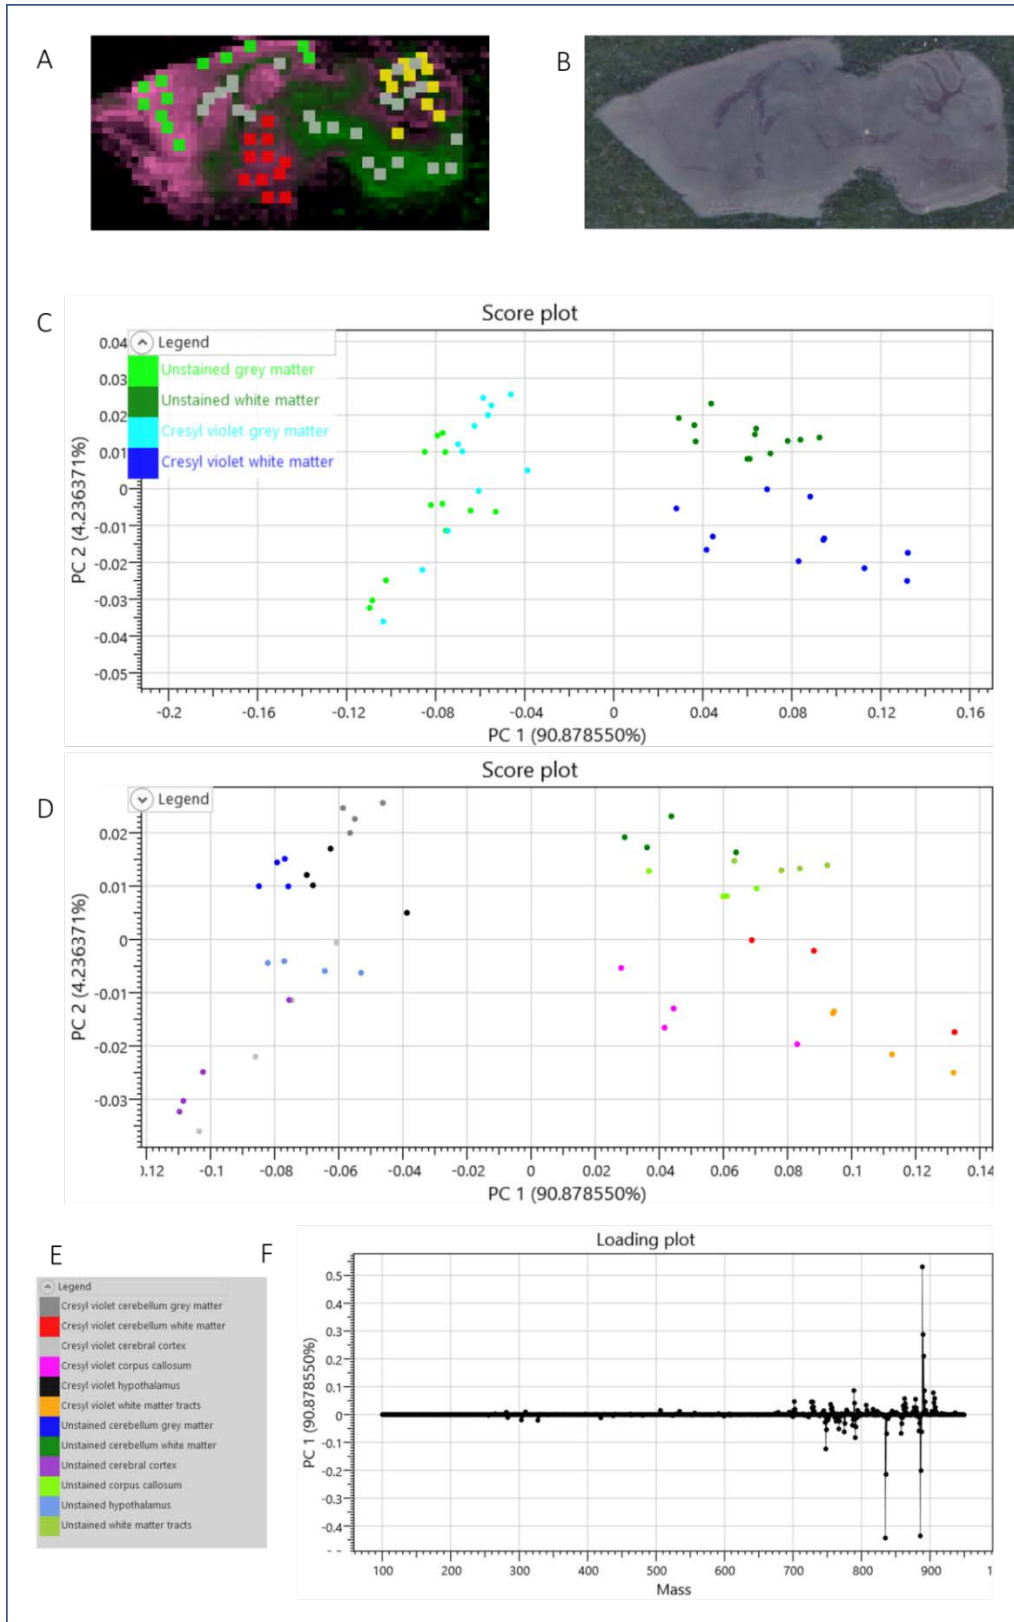 A
B
C
Score plot
Legend
Unstained grey matter
Unstained white matter
Cresyl violet grey matter
Cresyl violet white matter
0.04
0.03
0.02
0.01
0
-0.01
-0.02
-0.03
-0.04
-0.05
PC 2 (4.236371%)
-0.2 -0.16 -0.12 -0.08 -0.04 0 0.04 0.08 0.12 0.16
PC 1 (90.878550%)
D
Score plot
Legend
0.02
0.01
0
-0.01
-0.02
-0.03
PC 2 (4.236371%)
).12 -0.1 -0.08 -0.06 -0.04 -0.02 0 0.02 0.04 0.06 0.08 0.1 0.12 0.14
PC 1 (90.878550%)
E
Legend
Cresyl violet cerebellum grey matter
Cresyl violet cerebellum white matter
Cresyl violet cerebral cortex
Cresyl violet corpus callosum
Cresyl violet hypothalamus
Cresyl violet white matter tracts
Unstained cerebellum grey matter
Unstained cerebellum white matter
Unstained cerebral cortex
Unstained corpus callosum
Unstained hypothalamus
Unstained white matter tracts
F
Loading plot
0.5
0.4
0.3
0.2
0.1
0
-0.1
-0.2
-0.3
-0.4
PC 1 (90.878550%)
100 200 300 400 500 600 700 800 900 1
Mass